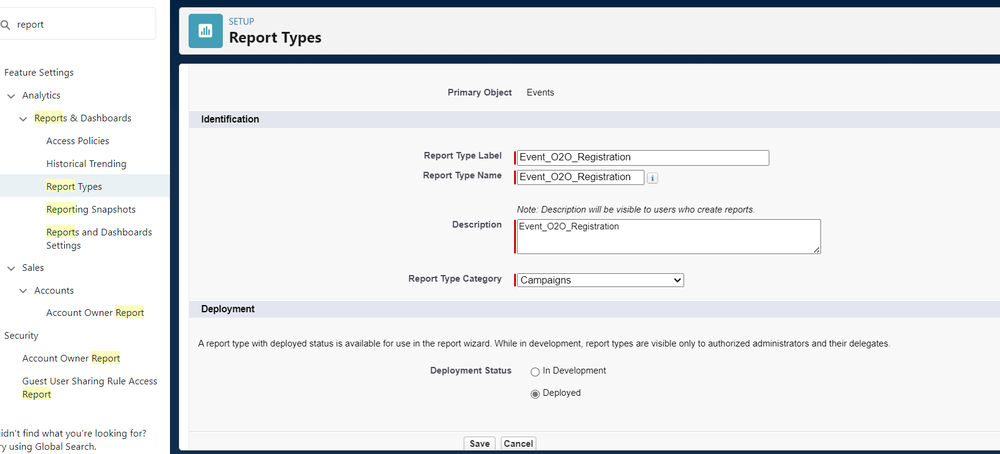 report
Feature Settings
Analytics
Reports & Dashboards
Access Policies
Historical Trending
Report Types
Reporting Snapshots
Reports and Dashboards
Settings
Sales
Accounts
Account Owner Report
Security
Account Owner Report
Guest User Sharing Rule Access
Report
idn't find what you're looking for?
ry using Global Search.
SETUP
Report Types
Primary Object Events
Identification
Report Type Label Event_O2O_Registration
Report Type Name Event_O2O_Registration i
Note: Description will be visible to users who create reports.
Description Event_O2O_Registration
Report Type Category Campaigns
Deployment
A report type with deployed status is available for use in the report wizard. While in development, report types are visible only to authorized administrators and their delegates.
Deployment Status In Development
Deployed
Save Cancel